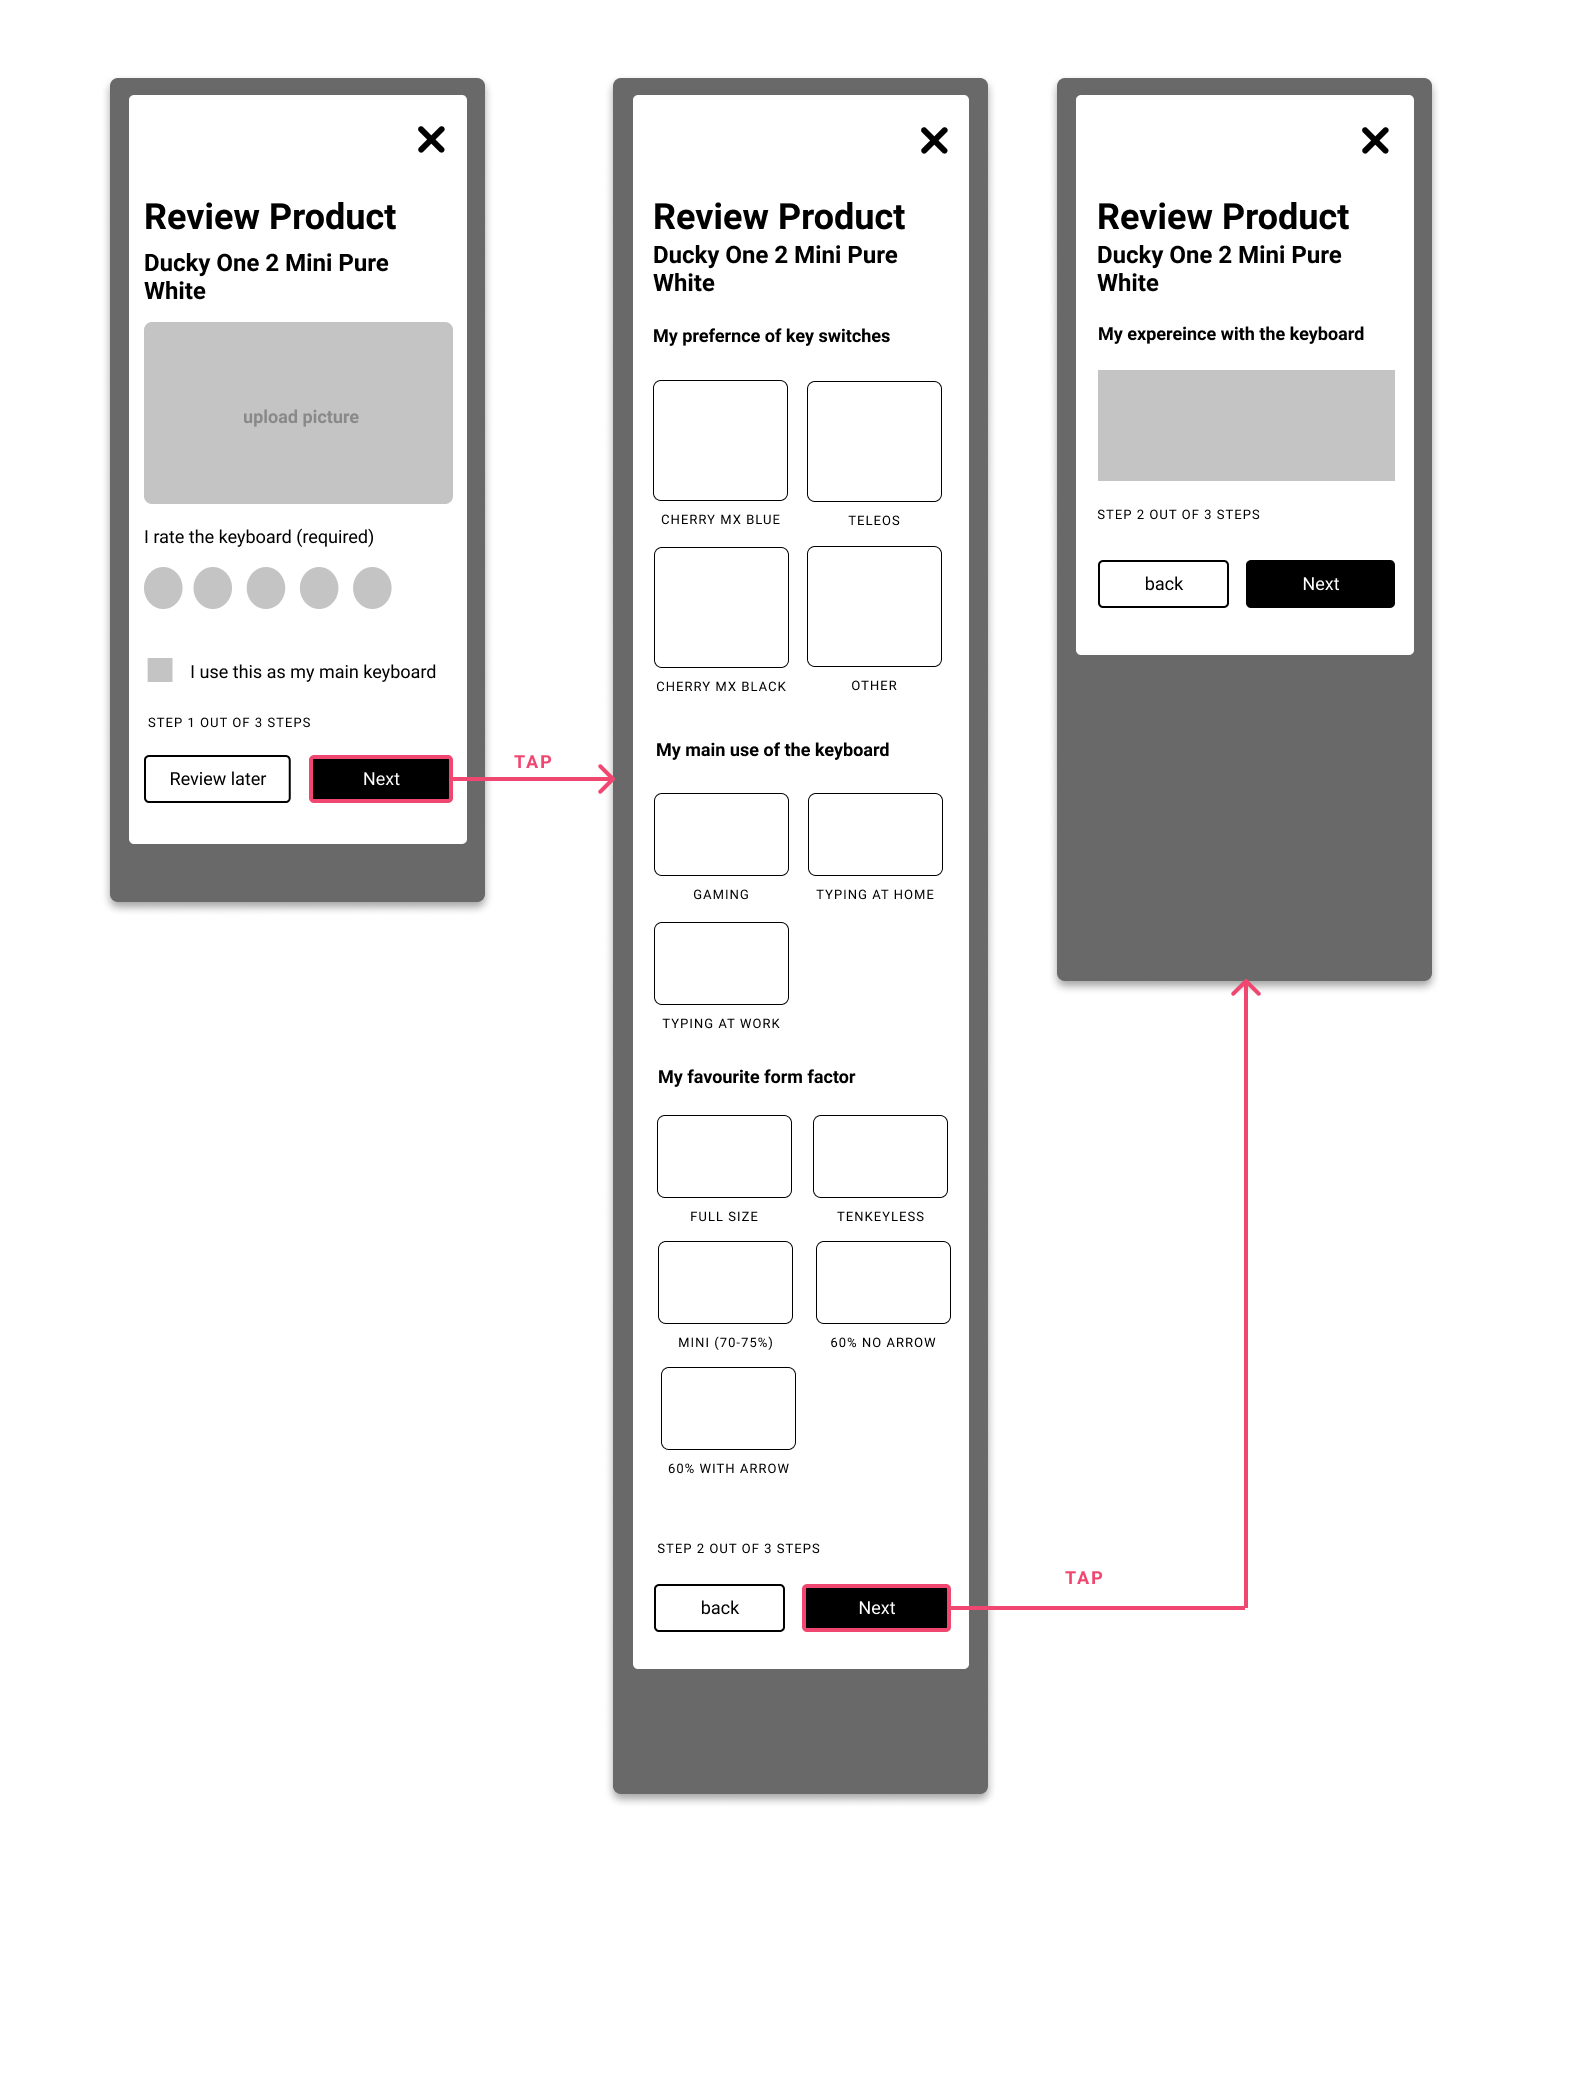 Review Product
Ducky One 2 Mini Pure
White
upload picture
I rate the keyboard (required)
I use this as my main keyboard
STEP 1 OUT OF 3 STEPS
Review later
Next
TAP
Review Product
Ducky One 2 Mini Pure
White
My prefernce of key switches
CHERRY MX BLUE
TELEOS
CHERRY MX BLACK
OTHER
My main use of the keyboard
GAMING
TYPING AT HOME
TYPING AT WORK
My favourite form factor
FULL SIZE
TENKEYLESS
MINI (70-75%)
60% NO ARROW
60% WITH ARROW
STEP 2 OUT OF 3 STEPS
back
Next
TAP
Review Product
Ducky One 2 Mini Pure
White
My expereince with the keyboard
STEP 2 OUT OF 3 STEPS
back
Next